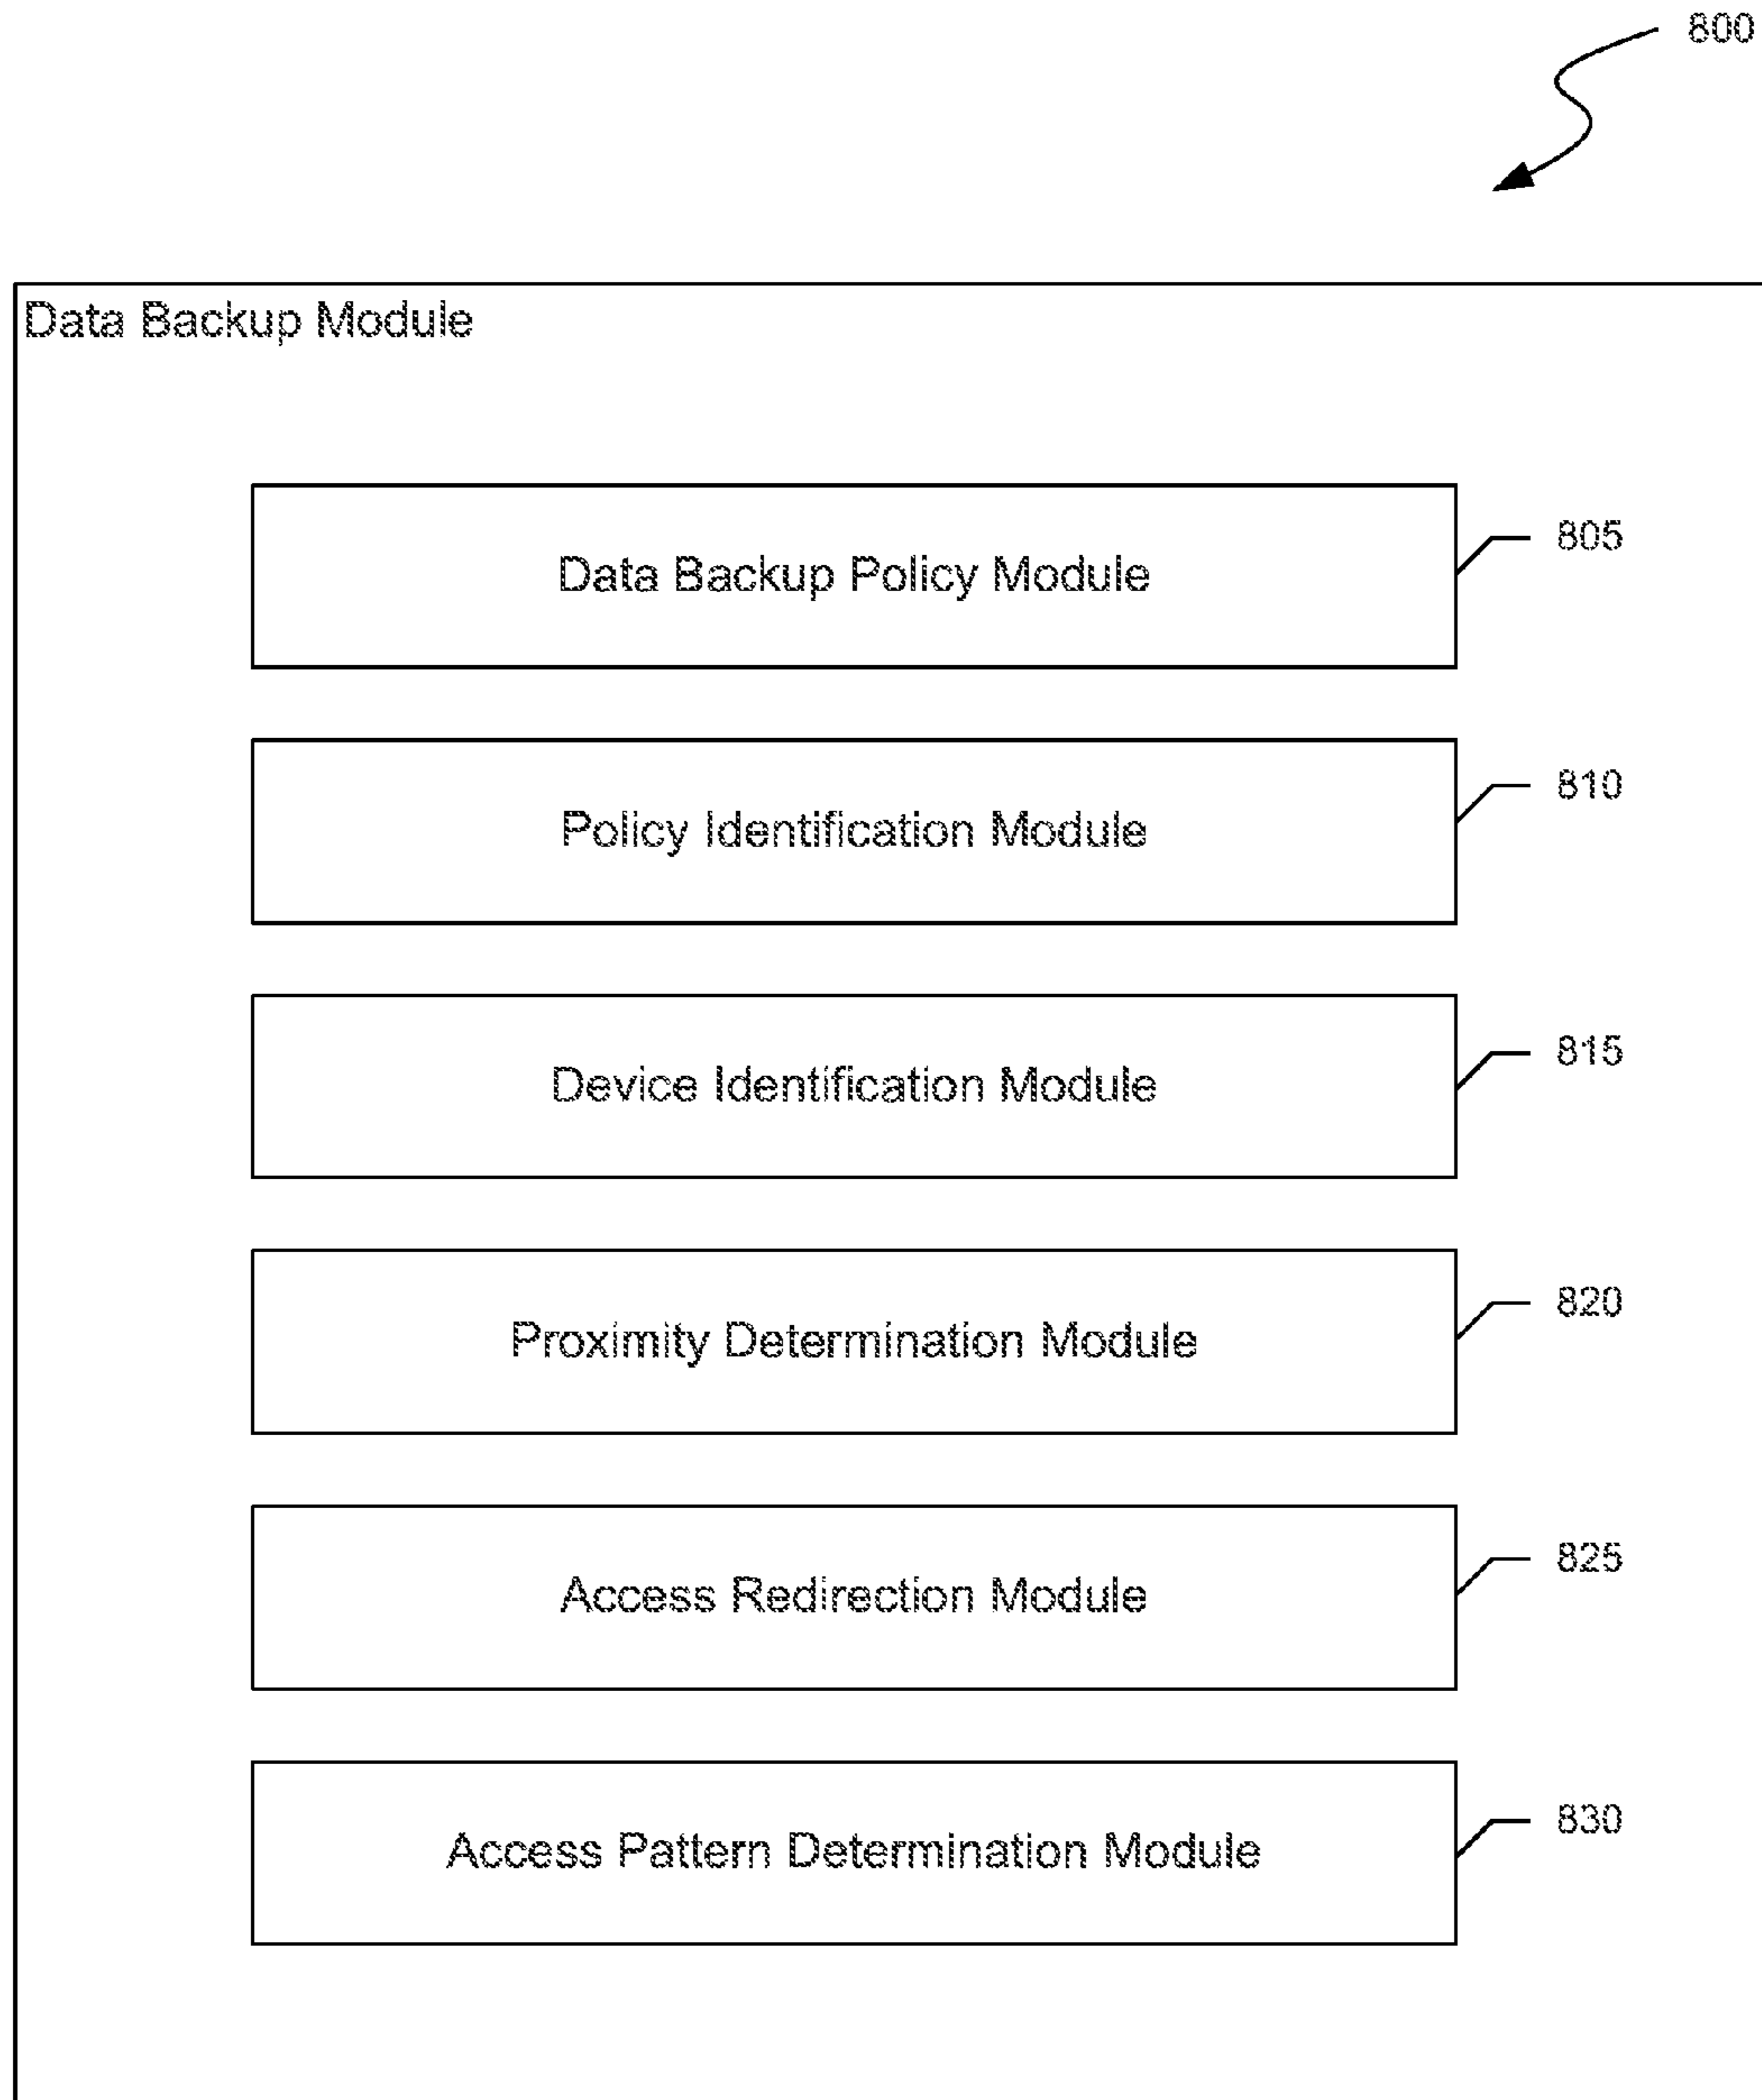 800
Data Backup Module
Data Backup Policy Module
805
Policy Identification Module
810
Device Identification Module
815
Proximity Determination Module
820
Access Redirection Module
825
Access Pattern Determination Module
830